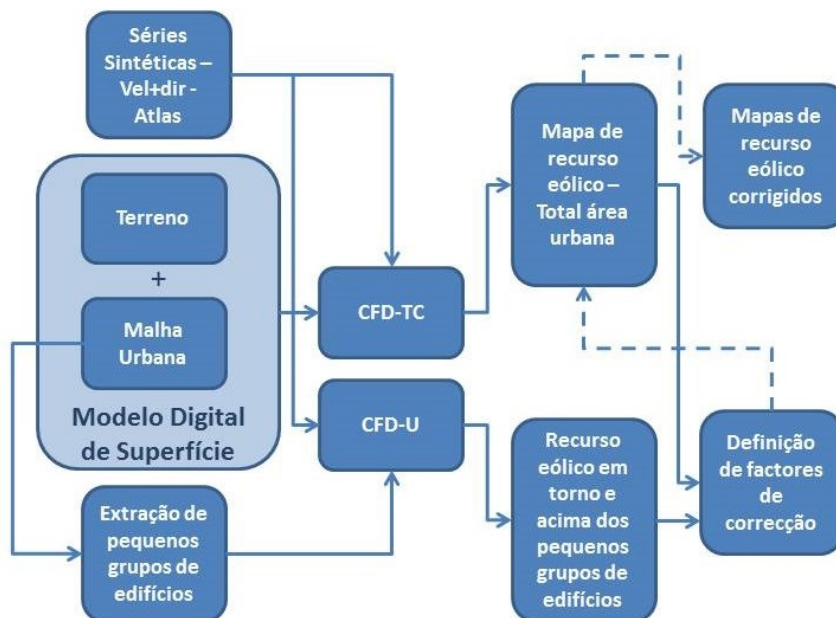 Séries
Sintéticas –
Vel+dir -
Atlas
Terreno
+
Malha
Urbana
Modelo Digital
de Superfície
Extração de
pequenos
grupos de
edifícios
CFD-TC
CFD-U
Mapa de
recurso
eólico –
Total área
urbana
Recurso
eólico em
torno e
acima dos
pequenos
grupos de
edifícios
Mapas de
recurso
eólico
corrigidos
Definição
de factores
de
correcção